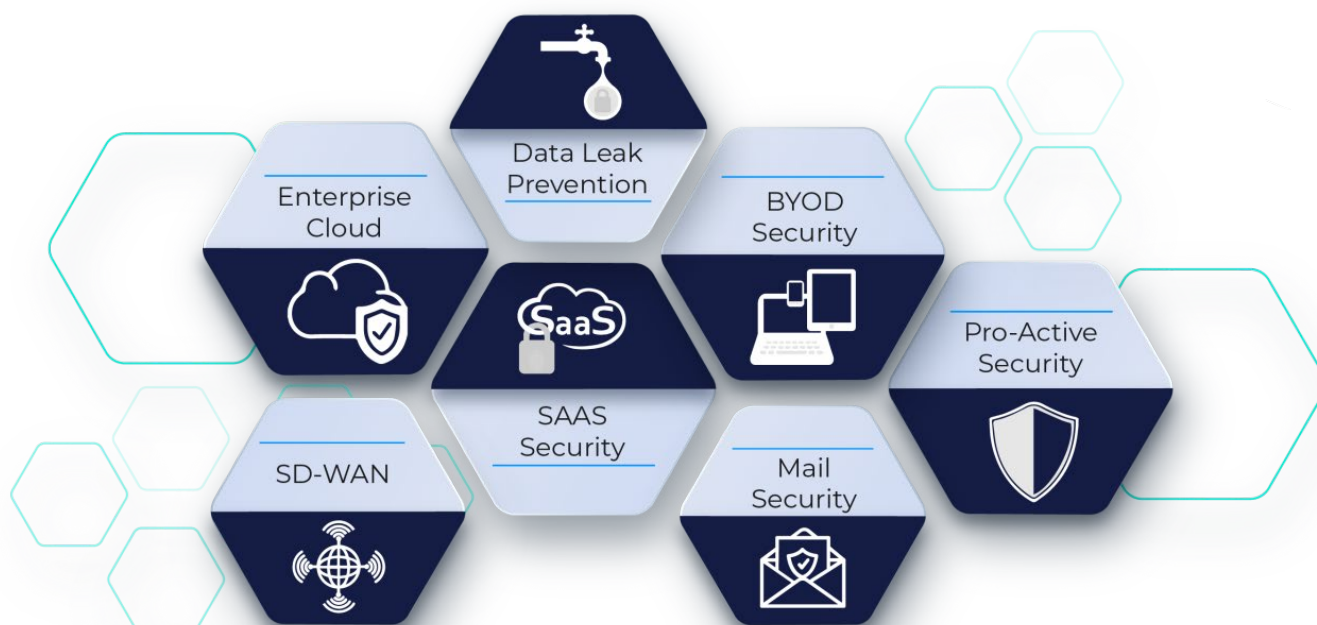 Data Leak
Prevention
Enterprise
Cloud
BYOD
Security
SaaS
SAAS
Security
Pro-Active
Security
SD-WAN
Mail
Security